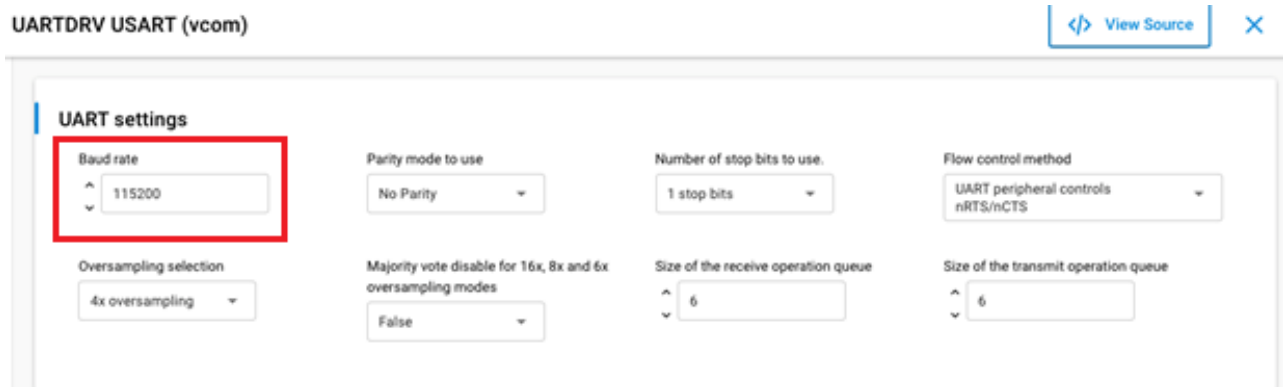 UARTDRV USART (vcom)
</> View Source
UART settings
Baud rate
115200
Parity mode to use
No Parity
Number of stop bits to use.
1 stop bits
Flow control method
UART peripheral controls
nRTS/nCTS
Oversampling selection
4x oversampling
Majority vote disable for 16x, 8x and 6x
oversampling modes
False
Size of the receive operation queue
6
Size of the transmit operation queue
6